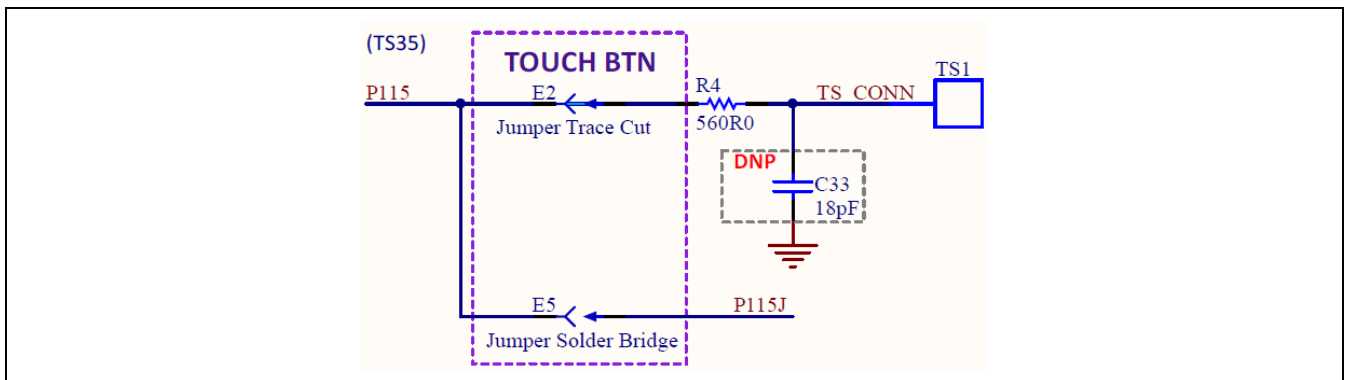 (TS35)
TOUCH BTN
TS1
P115
E2
R4
TS_CONN
Jumper Trace Cut
560R0
DNP
C33
18pF
E5
P115J
Jumper Solder Bridge